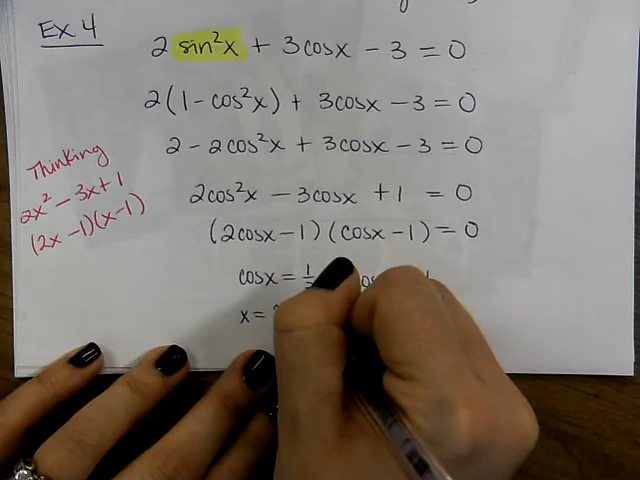 Ex 4
2 sin²x + 3cosx - 3 = 0
2(1 - cos²x) + 3cosx - 3 = 0
2 - 2cos²x + 3cosx - 3 = 0
Thinking
2x² - 3x + 1
(2x - 1)(x - 1)
2cos²x - 3cosx + 1 = 0
(2cosx - 1)(cosx - 1) = 0
cosx =
x =